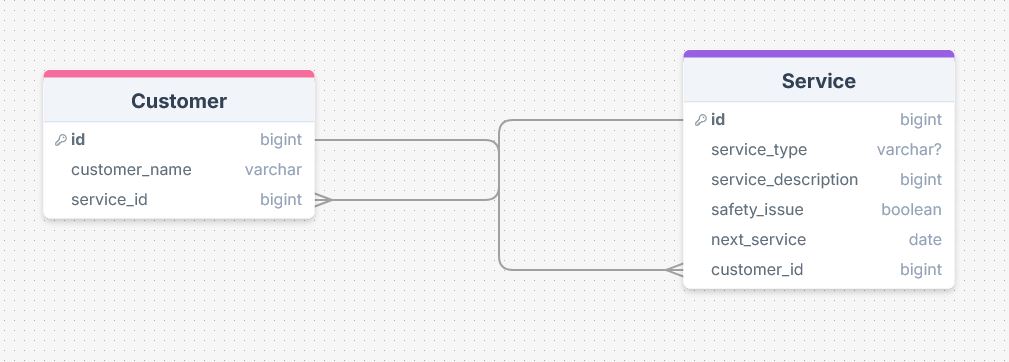 Customer
id bigint
customer_name varchar
service_id bigint
Service
id bigint
service_type varchar?
service_description bigint
safety_issue boolean
next_service date
customer_id bigint